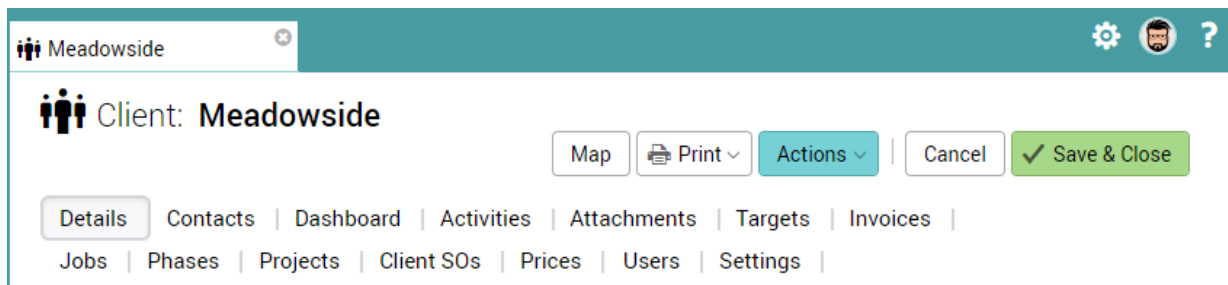 Meadowside
?
Client: Meadowside
Map Print Actions Cancel Save & Close
Details Contacts | Dashboard | Activities | Attachments | Targets | Invoices |
Jobs | Phases | Projects | Client SOs | Prices | Users | Settings |